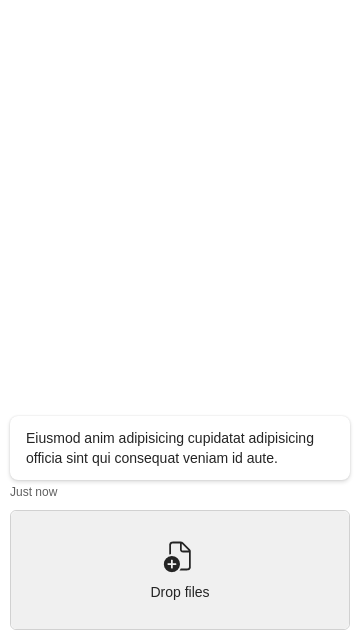 Eiusmod anim adipisicing cupidatat adipisicing
officia sint qui consequat veniam id aute.
Just now
Drop files